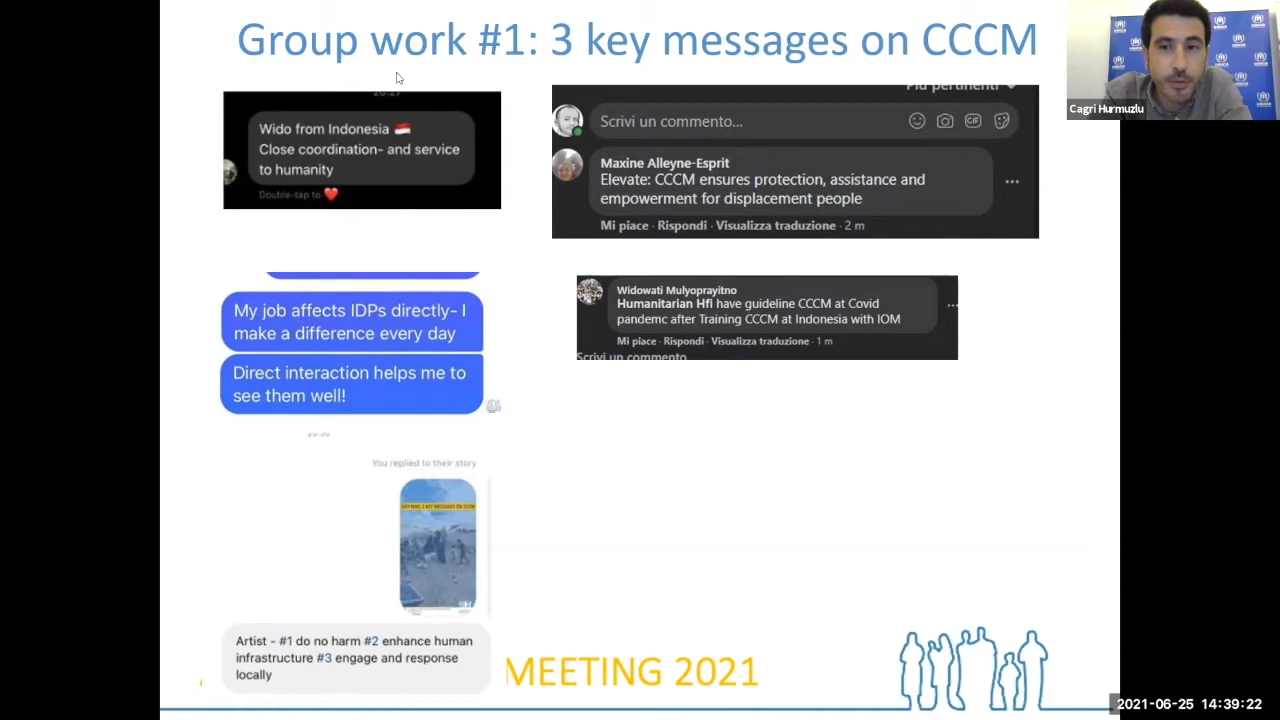 Group work #1: 3 key messages on CCCM
Cagri Hurmuzlu
Wido from Indonesia
Close coordination- and service
to humanity
Double-tap to
Più pertinenti
Scrivi un commento...
GIF
Maxine Alleyne-Esprit
Elevate: CCCM ensures protection, assistance and
empowerment for displacement people
Mi piace · Rispondi · Visualizza traduzione · 2 m
My job affects IDPs directly- I
make a difference every day
Direct interaction helps me to
see them well!
Widowati Mulyoprayitno
Humanitarian Hfi have guideline CCCM at Covid
pandemc after Training CCCM at Indonesia with IOM
Mi piace · Rispondi · Visualizza traduzione · 1 m
Scrivi un commento
You replied to their story
Artist - #1 do no harm #2 enhance human
infrastructure #3 engage and response
locally
MEETING 2021
2021-06-25 14:39:22